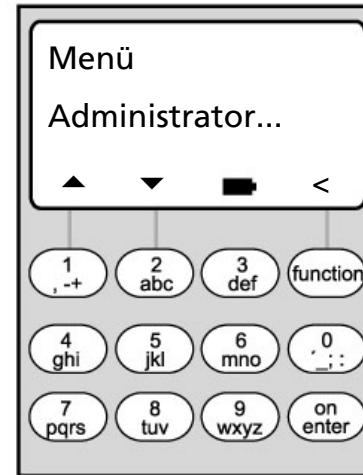 Menü
Administrator...
<
1 2 3 function
, -+ abc def
4 5 6 0
ghi jkl mno ´_;:
7 8 9 on
pqrs tuv wxyz enter